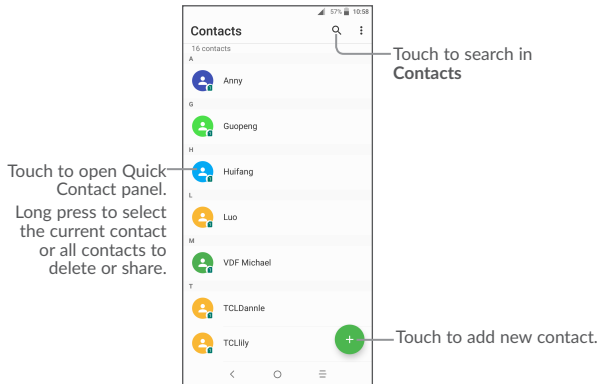 57% 10:58
Contacts
16 contacts
A
Anny
G
Guopeng
H
Huifang
L
Luo
M
VDF Michael
T
TCLDannle
TCLlily
Touch to search in
Contacts
Touch to open Quick
Contact panel.
Long press to select
the current contact
or all contacts to
delete or share.
Touch to add new contact.